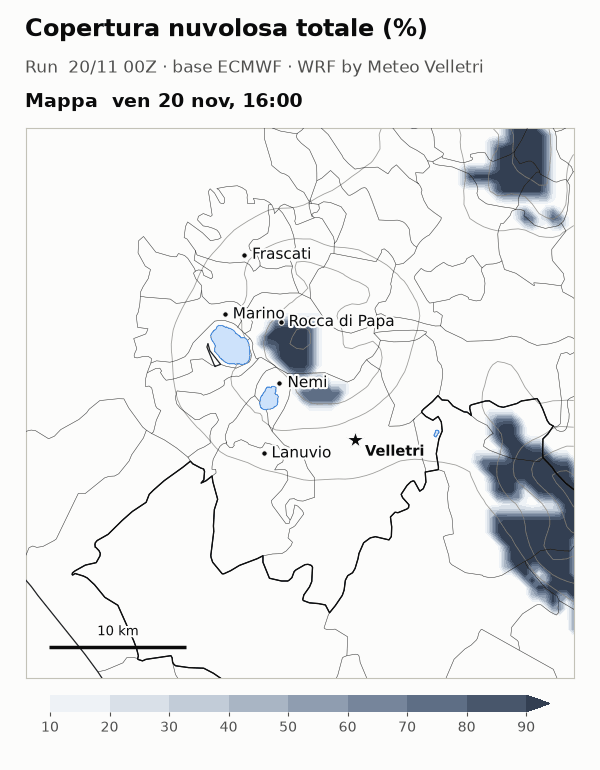 Copertura nuvolosa totale (%)
Run  20/11 00Z · base ECMWF · WRF by Meteo Velletri
Mappa  ven 20 nov, 16:00
Frascati
Marino
Rocca di Papa
Nemi
Velletri
Lanuvio
10 km
10 20 30 40 50 60 70 80 90